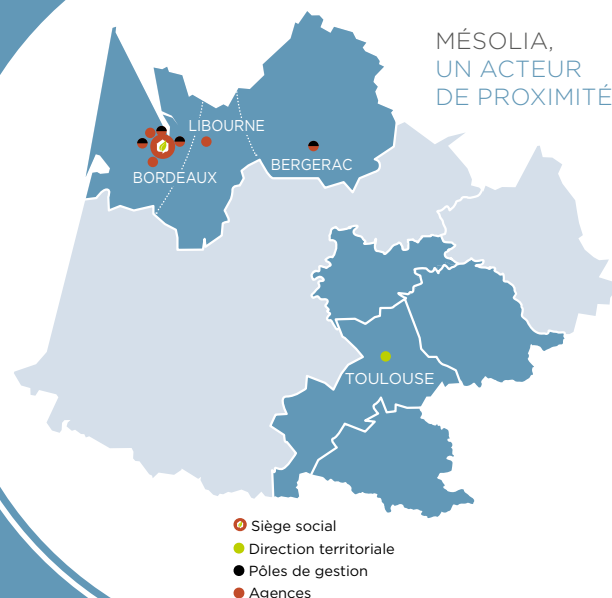 MÉSOLIA,
UN ACTEUR
DE PROXIMITÉ
LIBOURNE
BERGERAC
BORDEAUX
TOULOUSE
Siège social
Direction territoriale
Pôles de gestion
Agences